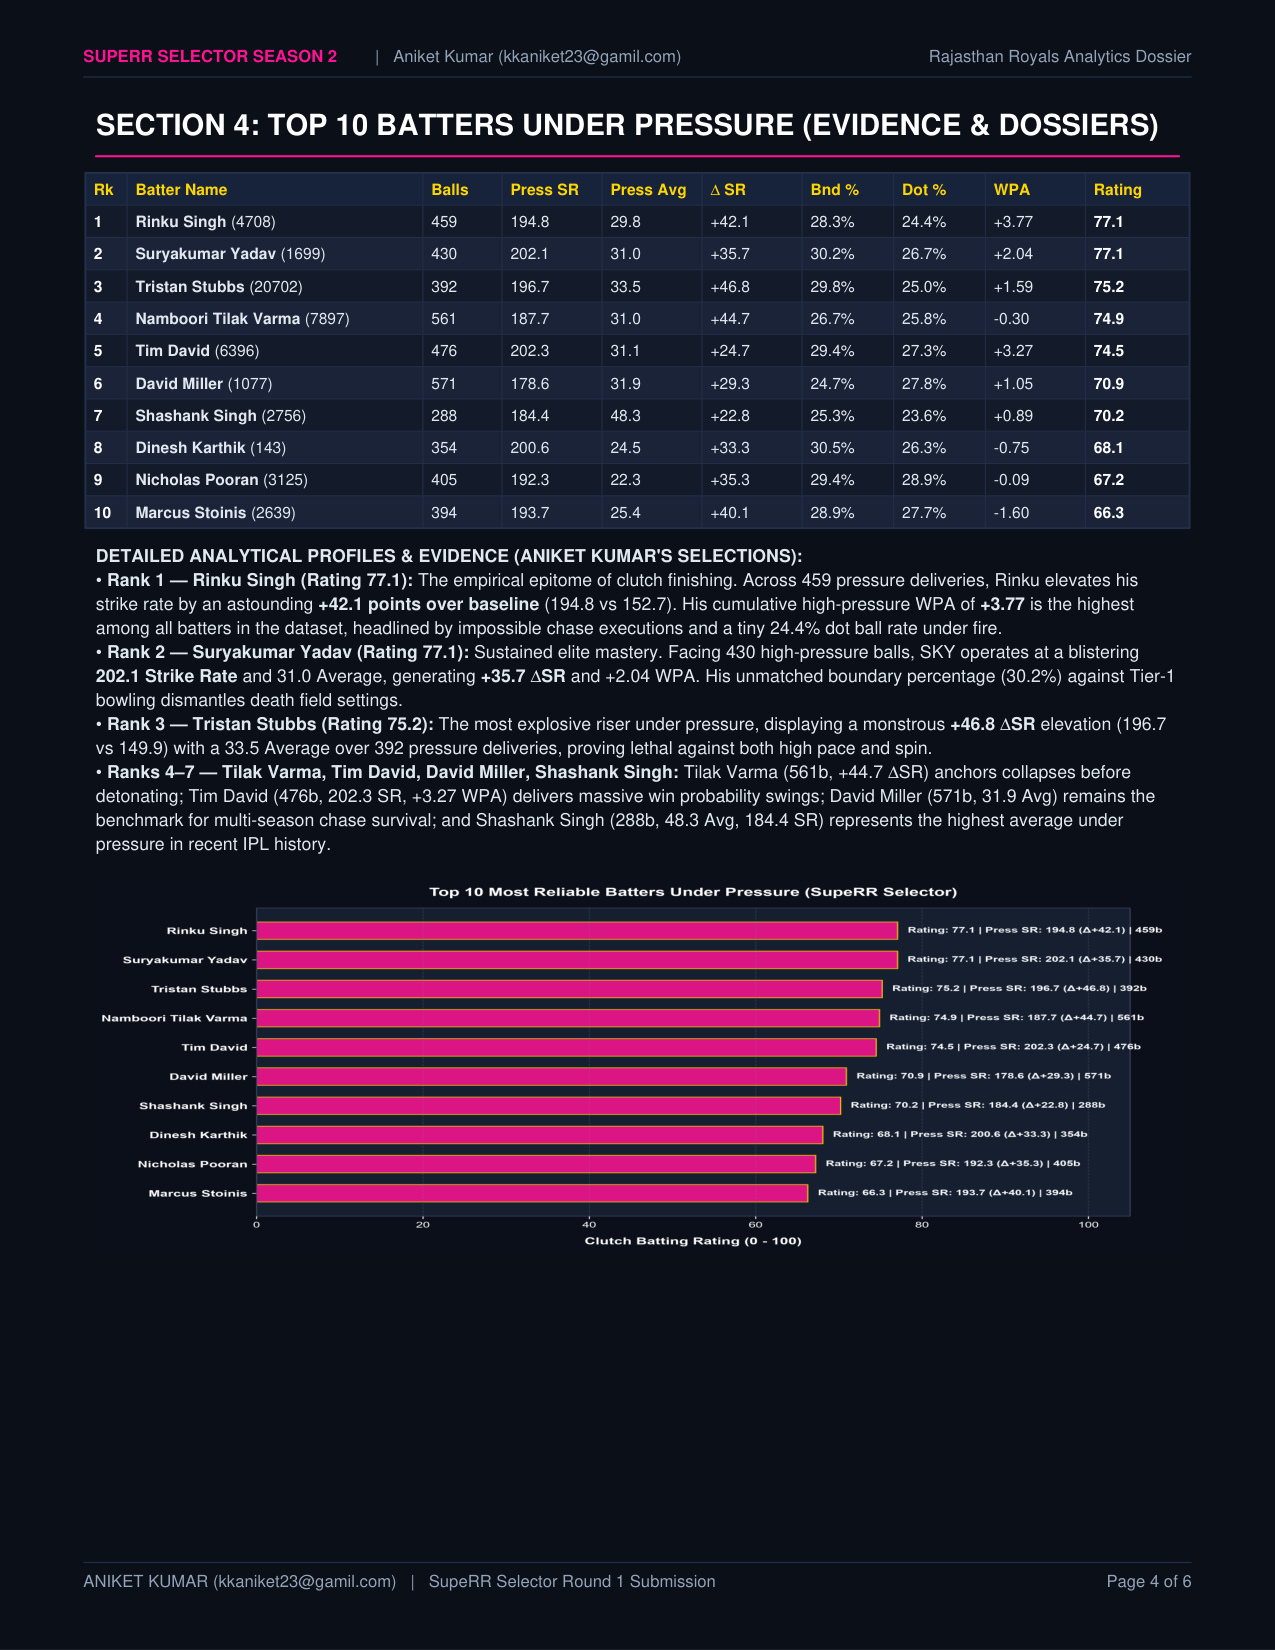 SUPERR SELECTOR SEASON 2 | Aniket Kumar (kkaniket23@gamil.com) Rajasthan Royals Analytics Dossier
SECTION 4: TOP 10 BATTERS UNDER PRESSURE (EVIDENCE & DOSSIERS)
Rk Batter Name Balls Press SR Press Avg Δ SR Bnd % Dot % WPA Rating
1 Rinku Singh (4708) 459 194.8 29.8 +42.1 28.3% 24.4% +3.77 77.1
2 Suryakumar Yadav (1699) 430 202.1 31.0 +35.7 30.2% 26.7% +2.04 77.1
3 Tristan Stubbs (20702) 392 196.7 33.5 +46.8 29.8% 25.0% +1.59 75.2
4 Namboori Tilak Varma (7897) 561 187.7 31.0 +44.7 26.7% 25.8% -0.30 74.9
5 Tim David (6396) 476 202.3 31.1 +24.7 29.4% 27.3% +3.27 74.5
6 David Miller (1077) 571 178.6 31.9 +29.3 24.7% 27.8% +1.05 70.9
7 Shashank Singh (2756) 288 184.4 48.3 +22.8 25.3% 23.6% +0.89 70.2
8 Dinesh Karthik (143) 354 200.6 24.5 +33.3 30.5% 26.3% -0.75 68.1
9 Nicholas Pooran (3125) 405 192.3 22.3 +35.3 29.4% 28.9% -0.09 67.2
10 Marcus Stoinis (2639) 394 193.7 25.4 +40.1 28.9% 27.7% -1.60 66.3
DETAILED ANALYTICAL PROFILES & EVIDENCE (ANIKET KUMAR'S SELECTIONS):
• Rank 1 — Rinku Singh (Rating 77.1): The empirical epitome of clutch finishing. Across 459 pressure deliveries, Rinku elevates his
strike rate by an astounding +42.1 points over baseline (194.8 vs 152.7). His cumulative high-pressure WPA of +3.77 is the highest
among all batters in the dataset, headlined by impossible chase executions and a tiny 24.4% dot ball rate under fire.
• Rank 2 — Suryakumar Yadav (Rating 77.1): Sustained elite mastery. Facing 430 high-pressure balls, SKY operates at a blistering
202.1 Strike Rate and 31.0 Average, generating +35.7 ΔSR and +2.04 WPA. His unmatched boundary percentage (30.2%) against Tier-1
bowling dismantles death field settings.
• Rank 3 — Tristan Stubbs (Rating 75.2): The most explosive riser under pressure, displaying a monstrous +46.8 ΔSR elevation (196.7
vs 149.9) with a 33.5 Average over 392 pressure deliveries, proving lethal against both high pace and spin.
• Ranks 4–7 — Tilak Varma, Tim David, David Miller, Shashank Singh: Tilak Varma (561b, +44.7 ΔSR) anchors collapses before
detonating; Tim David (476b, 202.3 SR, +3.27 WPA) delivers massive win probability swings; David Miller (571b, 31.9 Avg) remains the
benchmark for multi-season chase survival; and Shashank Singh (288b, 48.3 Avg, 184.4 SR) represents the highest average under
pressure in recent IPL history.
Top 10 Most Reliable Batters Under Pressure (SupeRR Selector)
Rinku Singh Rating: 77.1 | Press SR: 194.8 (Δ+42.1) | 459b
Suryakumar Yadav Rating: 77.1 | Press SR: 202.1 (Δ+35.7) | 430b
Tristan Stubbs Rating: 75.2 | Press SR: 196.7 (Δ+46.8) | 392b
Namboori Tilak Varma Rating: 74.9 | Press SR: 187.7 (Δ+44.7) | 561b
Tim David Rating: 74.5 | Press SR: 202.3 (Δ+24.7) | 476b
David Miller Rating: 70.9 | Press SR: 178.6 (Δ+29.3) | 571b
Shashank Singh Rating: 70.2 | Press SR: 184.4 (Δ+22.8) | 288b
Dinesh Karthik Rating: 68.1 | Press SR: 200.6 (Δ+33.3) | 354b
Nicholas Pooran Rating: 67.2 | Press SR: 192.3 (Δ+35.3) | 405b
Marcus Stoinis Rating: 66.3 | Press SR: 193.7 (Δ+40.1) | 394b
0 20 40 60 80 100
Clutch Batting Rating (0 - 100)
ANIKET KUMAR (kkaniket23@gamil.com) | SupeRR Selector Round 1 Submission Page 4 of 6